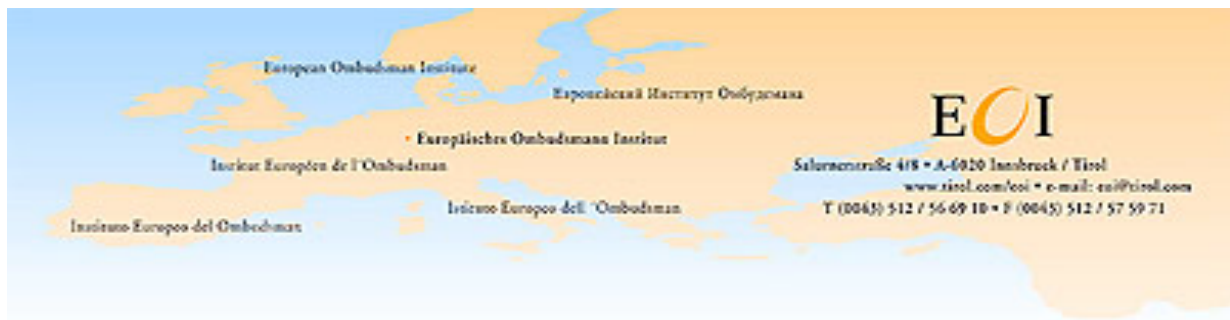 European Ombudsman Institute
Европейский Институт Омбудсмана
EOI
• Europäisches Ombudsmann Institut
Institut Européen de l´Ombudsman
Salurnerstraße 4/8 • A-6020 Innsbruck / Tirol
www.tirol.com/eoi • e-mail: eoi@tirol.com
Istituto Europeo dell´Ombudsman
T (0043) 512 / 56 69 10 • F (0043) 512 / 57 59 71
Instituto Europeo del Ombudsman